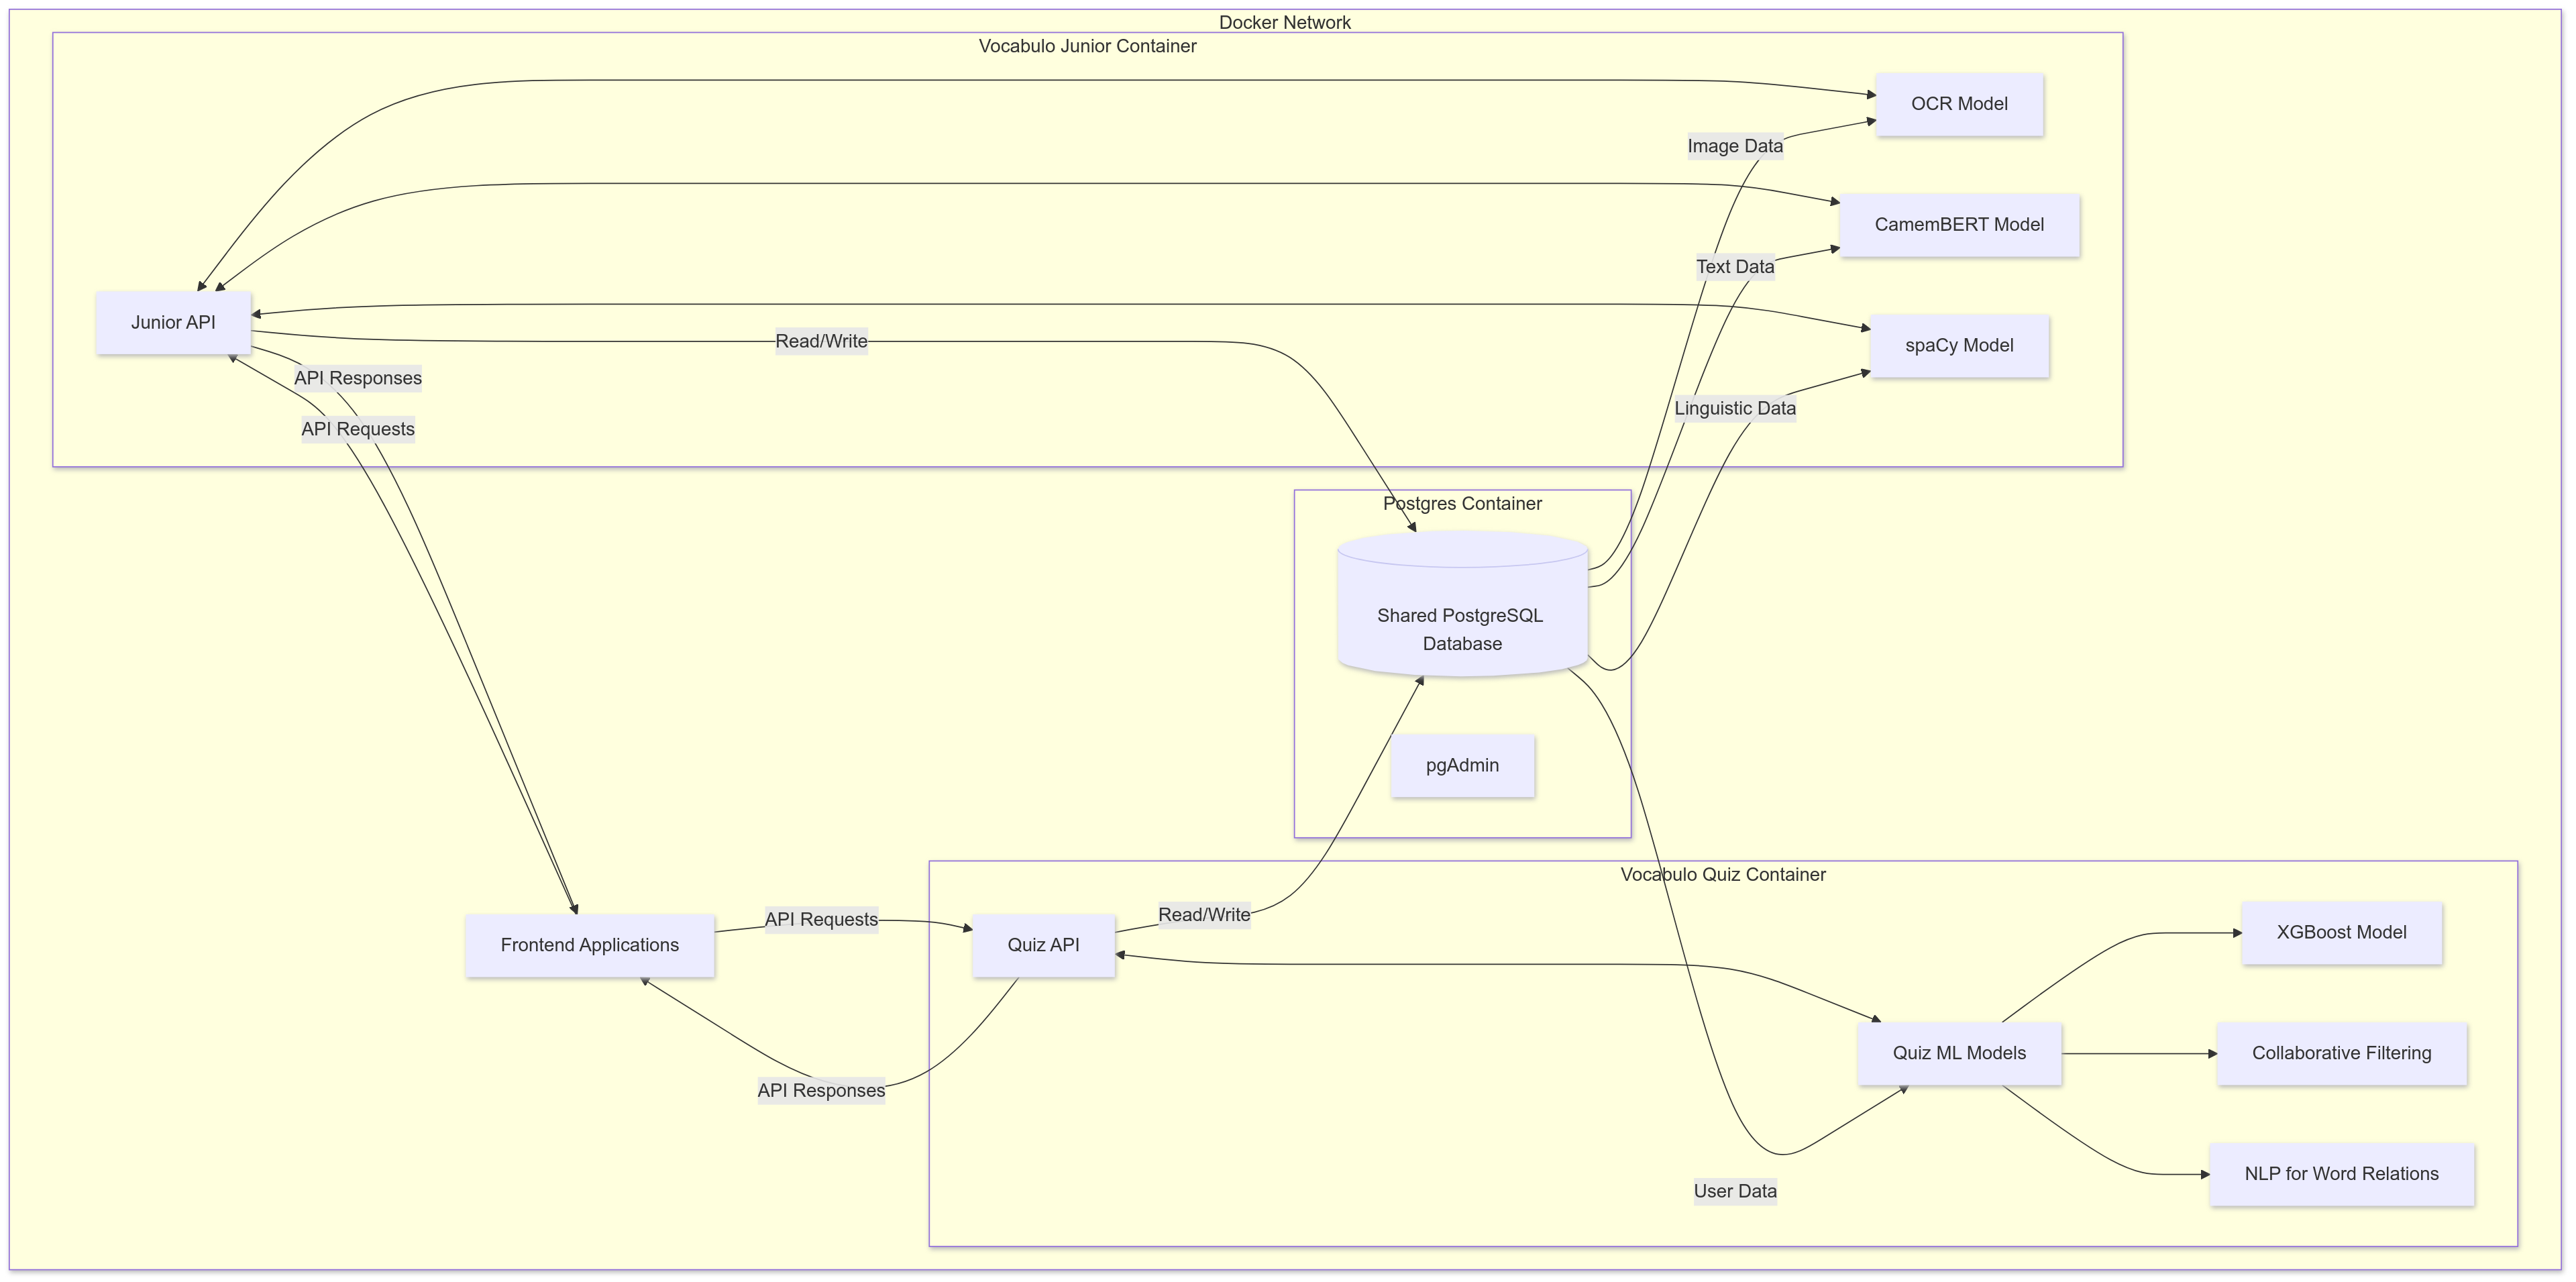 Docker Network
Vocabulo Junior Container
OCR Model
Image Data
CamemBERT Model
Text Data
Junior API
Read/Write
spaCy Model
API Responses
Linguistic Data
API Requests
Postgres Container
Shared PostgreSQL
Database
pgAdmin
Vocabulo Quiz Container
Frontend Applications
API Requests
Quiz API
Read/Write
XGBoost Model
Quiz ML Models
Collaborative Filtering
API Responses
NLP for Word Relations
User Data